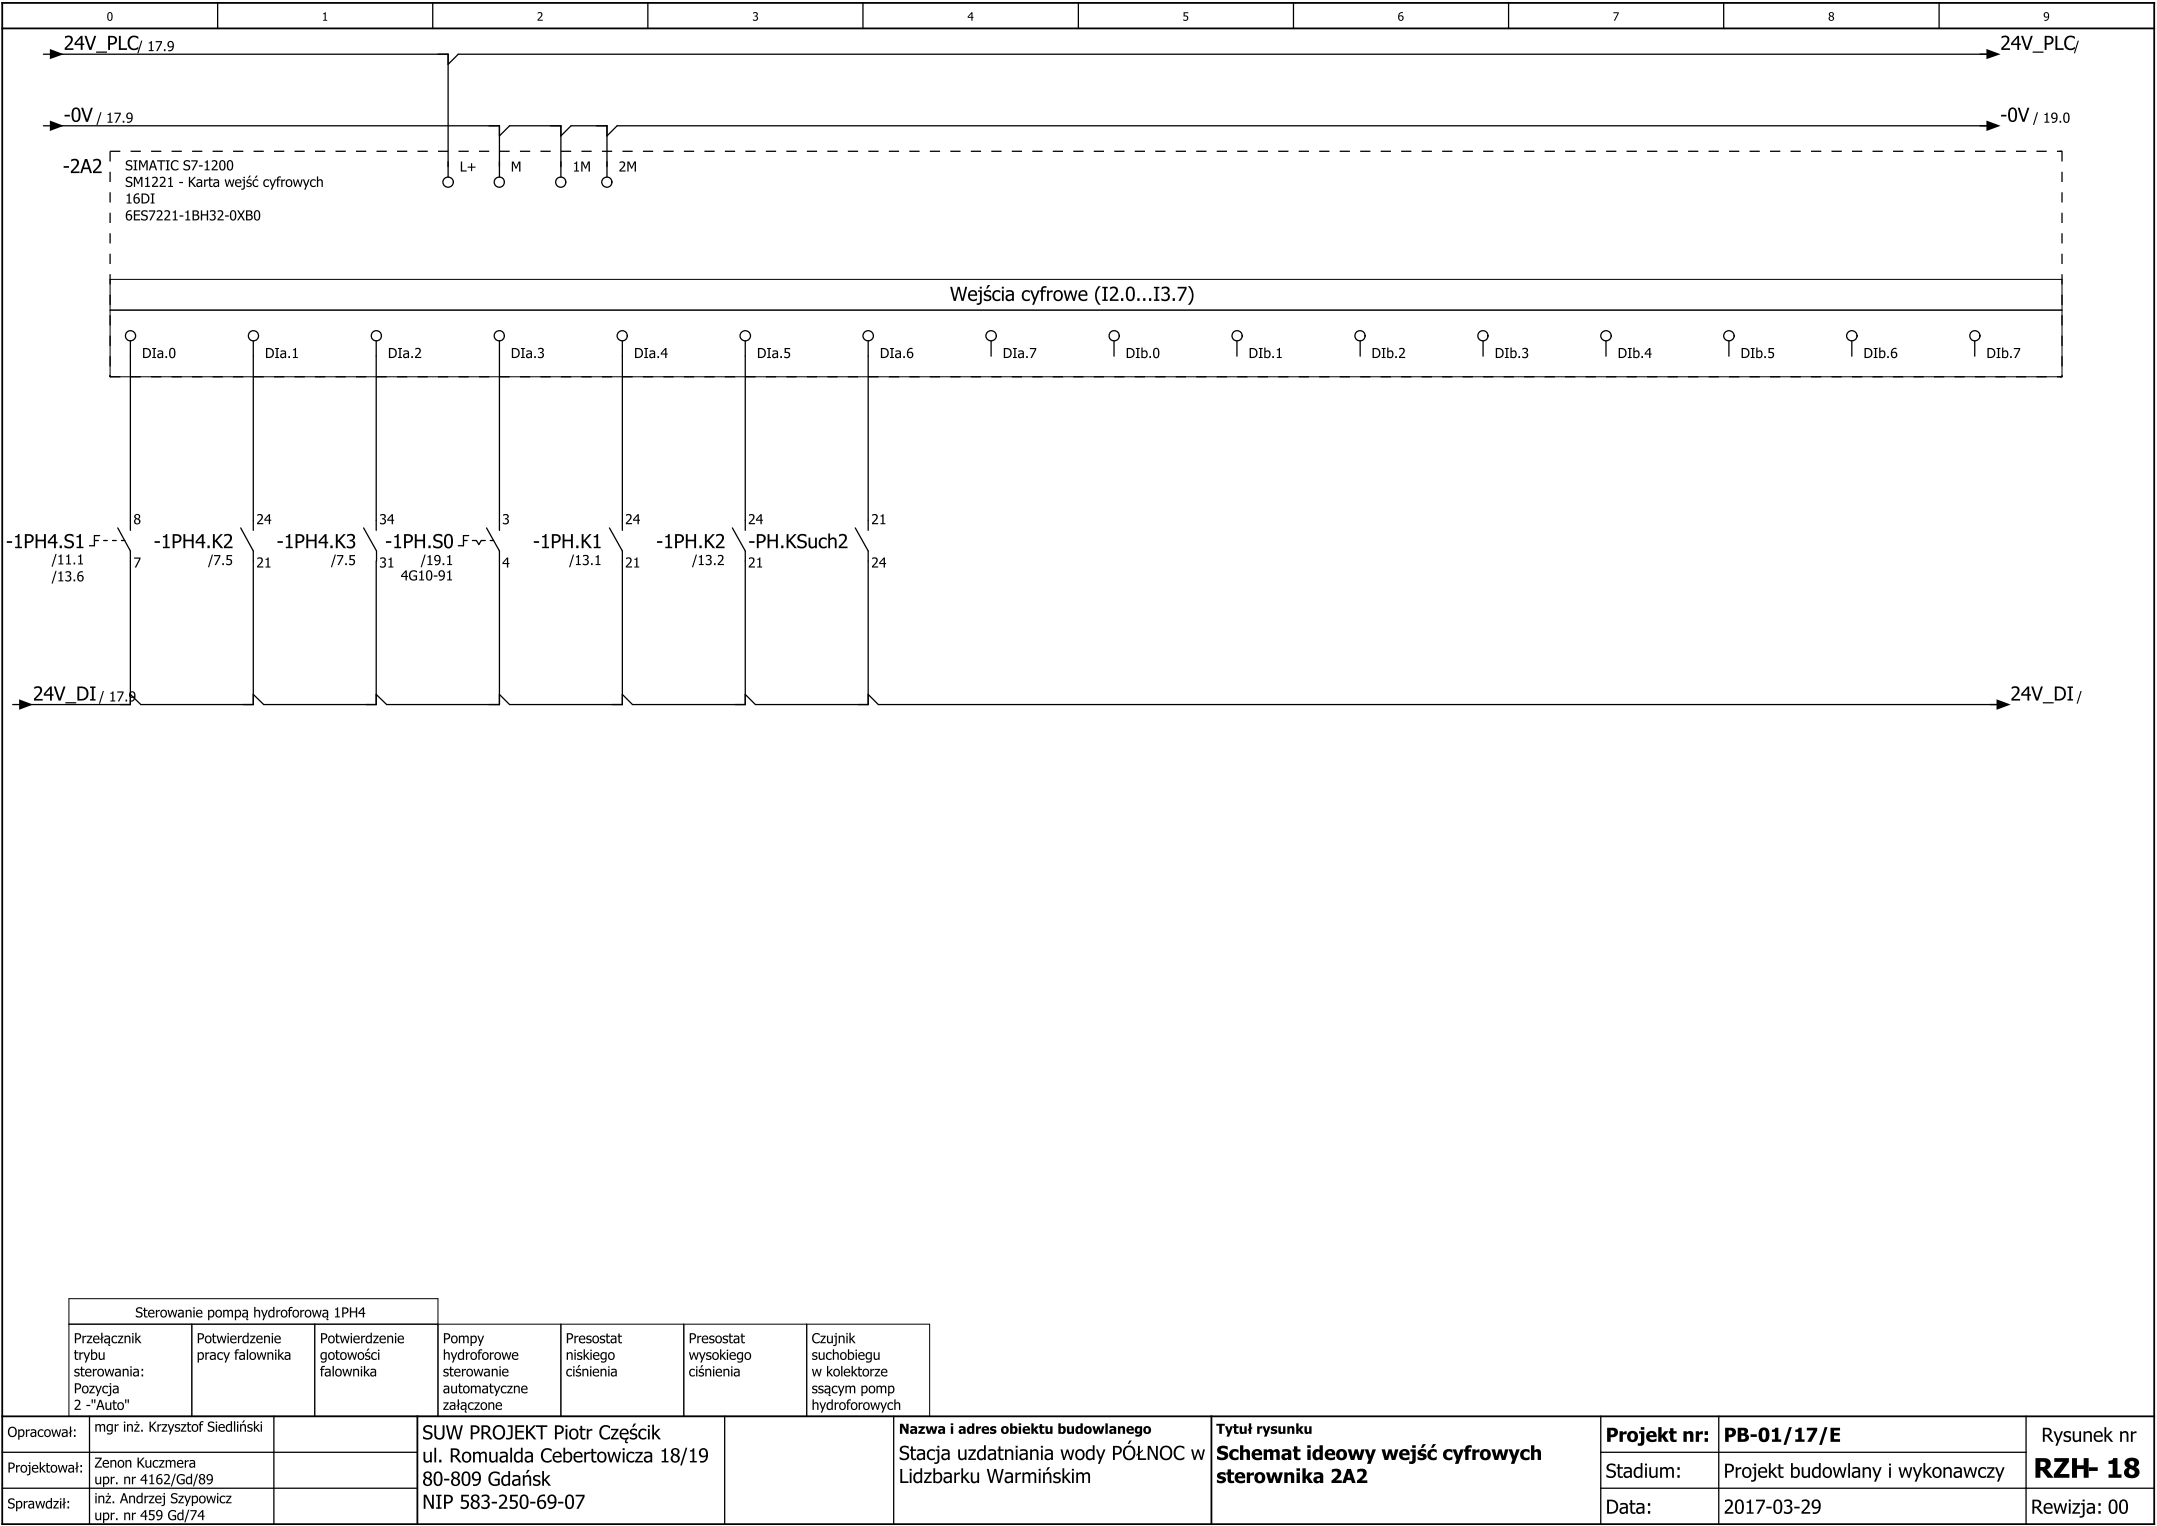 0 1 2 3 4 5 6 7 8 9
24V_PLC/ 17.9
24V_PLC/
-0V / 17.9
-0V / 19.0
-2A2
SIMATIC S7-1200
SM1221 - Karta wejść cyfrowych
16DI
6ES7221-1BH32-0XB0
L+ M 1M 2M
Wejścia cyfrowe (I2.0...I3.7)
DIa.0 DIa.1 DIa.2 DIa.3 DIa.4 DIa.5 DIa.6 DIa.7 DIb.0 DIb.1 DIb.2 DIb.3 DIb.4 DIb.5 DIb.6 DIb.7
8 24 34 3 24 24 21
-1PH4.S1 -1PH4.K2 -1PH4.K3 -1PH.S0 -1PH.K1 -1PH.K2 -PH.KSuch2
/11.1 7 /7.5 21 /7.5 31 /19.1 4 /13.1 21 /13.2 21 24
/13.6 4G10-91
24V_DI / 17.9
24V_DI /
Sterowanie pompą hydroforową 1PH4
Przełącznik
trybu
sterowania:
Pozycja
2 -"Auto"
Potwierdzenie
pracy falownika
Potwierdzenie
gotowości
falownika
Pompy
hydroforowe
sterowanie
automatyczne
załączone
Presostat
niskiego
ciśnienia
Presostat
wysokiego
ciśnienia
Czujnik
suchobiegu
w kolektorze
ssącym pomp
hydroforowych
Opracował: mgr inż. Krzysztof Siedliński
Projektował: Zenon Kuczmera
upr. nr 4162/Gd/89
Sprawdził: inż. Andrzej Szypowicz
upr. nr 459 Gd/74
SUW PROJEKT Piotr Częścik
ul. Romualda Cebertowicza 18/19
80-809 Gdańsk
NIP 583-250-69-07
Nazwa i adres obiektu budowlanego
Stacja uzdatniania wody PÓŁNOC w
Lidzbarku Warmińskim
Tytuł rysunku
Schemat ideowy wejść cyfrowych
sterownika 2A2
Projekt nr: PB-01/17/E
Stadium: Projekt budowlany i wykonawczy
Data: 2017-03-29
Rysunek nr
RZH- 18
Rewizja: 00